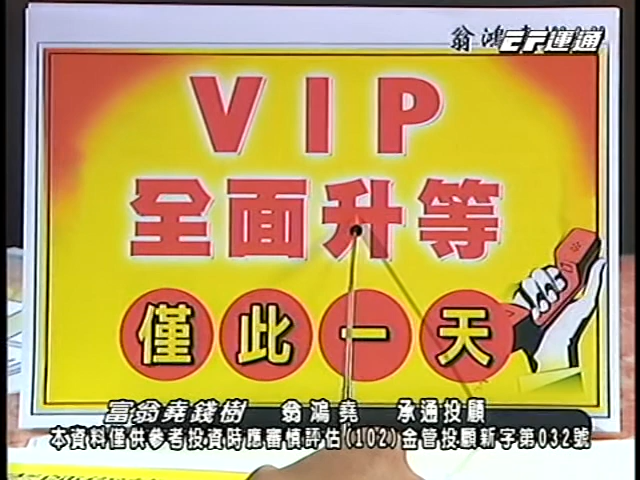 翁鴻
EF運通
VIP
全面升等
僅此一天
富翁堯錢樹 翁鴻堯 承通投顧
本資料僅供參考投資時應審慎評估(102)金管投顧新字第032號